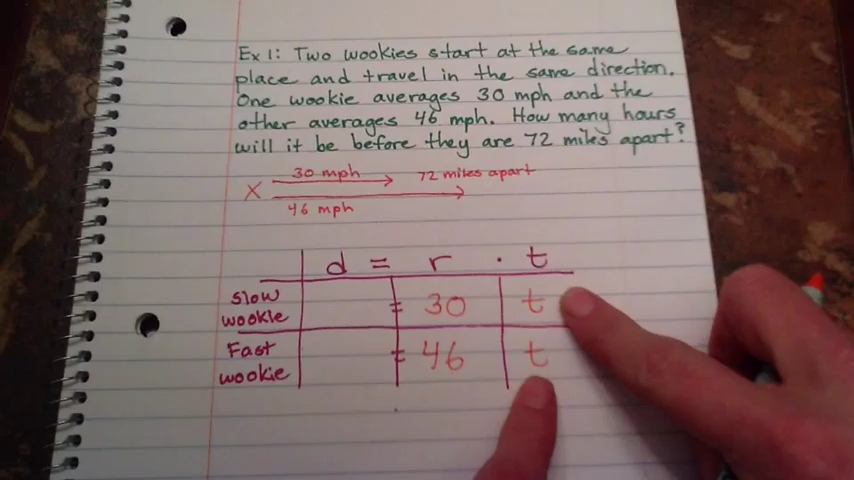 Ex 1: Two wookies start at the same
place and travel in the same direction.
One wookie averages 30 mph and the
other averages 46 mph. How many hours
will it be before they are 72 miles apart?
30 mph 72 miles apart
X
46 mph
d = r · t
slow
wookie = 30 t
Fast
wookie = 46 t